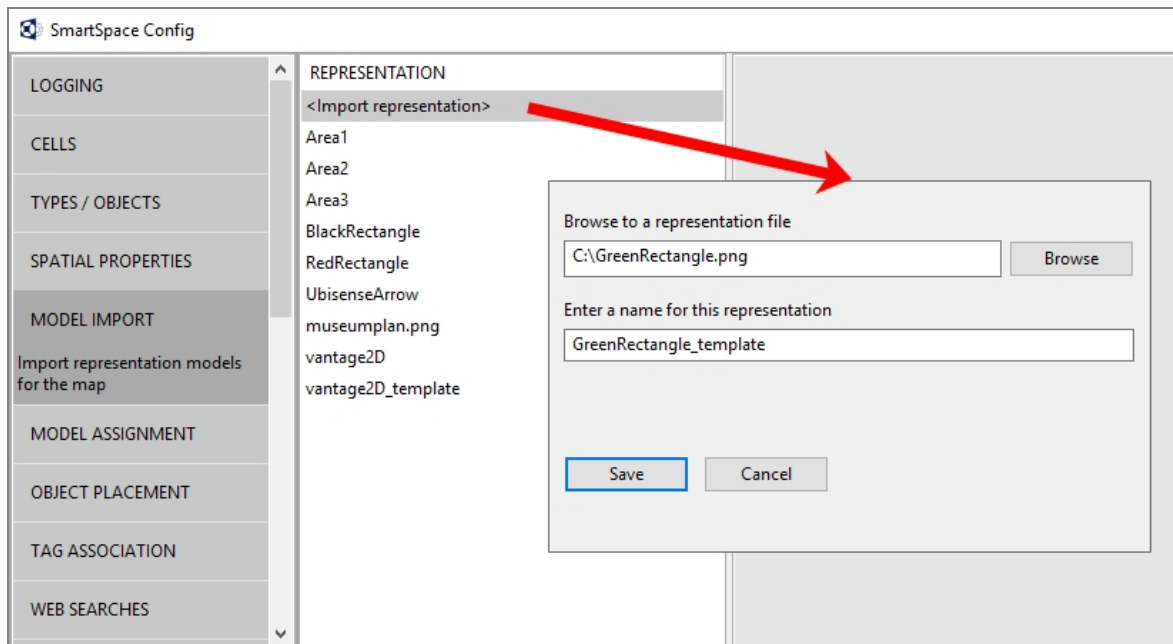 SmartSpace Config
LOGGING
CELLS
TYPES / OBJECTS
SPATIAL PROPERTIES
MODEL IMPORT
Import representation models
for the map
MODEL ASSIGNMENT
OBJECT PLACEMENT
TAG ASSOCIATION
WEB SEARCHES
REPRESENTATION
<Import representation>
Area1
Area2
Area3
BlackRectangle
RedRectangle
UbisenseArrow
museumplan.png
vantage2D
vantage2D_template
Browse to a representation file
C:\GreenRectangle.png
Browse
Enter a name for this representation
GreenRectangle_template
Save
Cancel